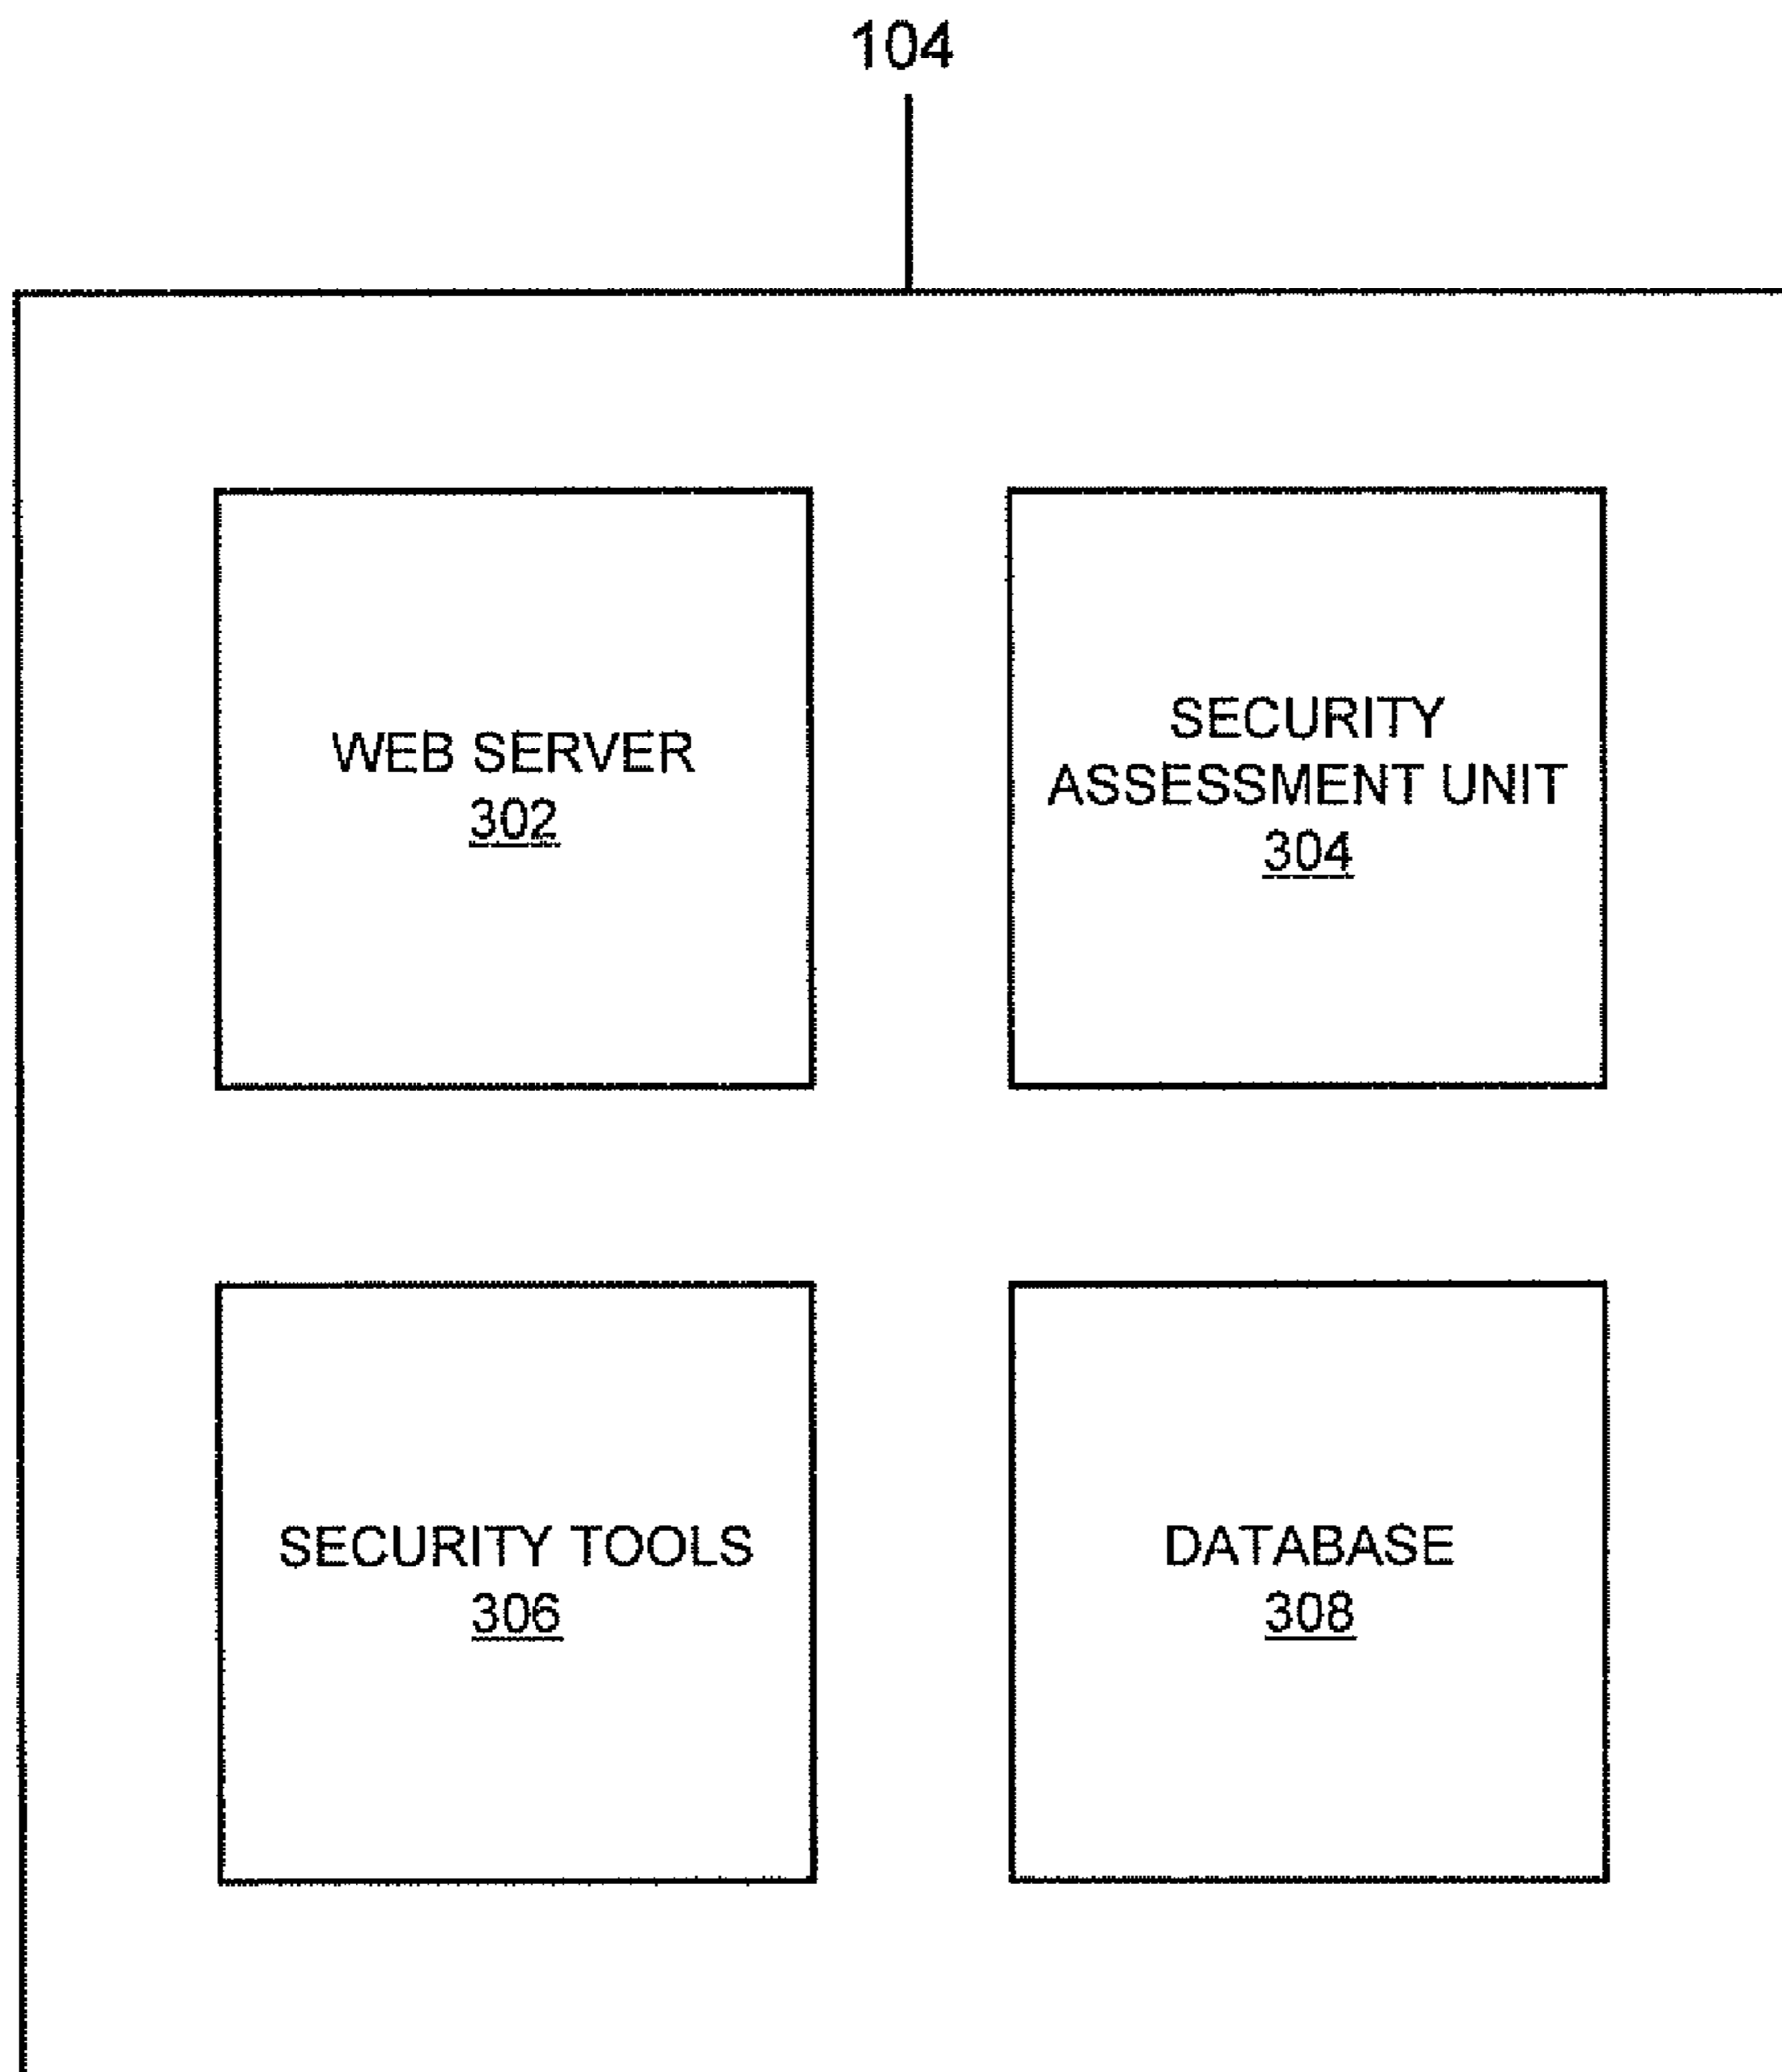 104
WEB SERVER
302
SECURITY
ASSESSMENT UNIT
304
SECURITY TOOLS
306
DATABASE
308